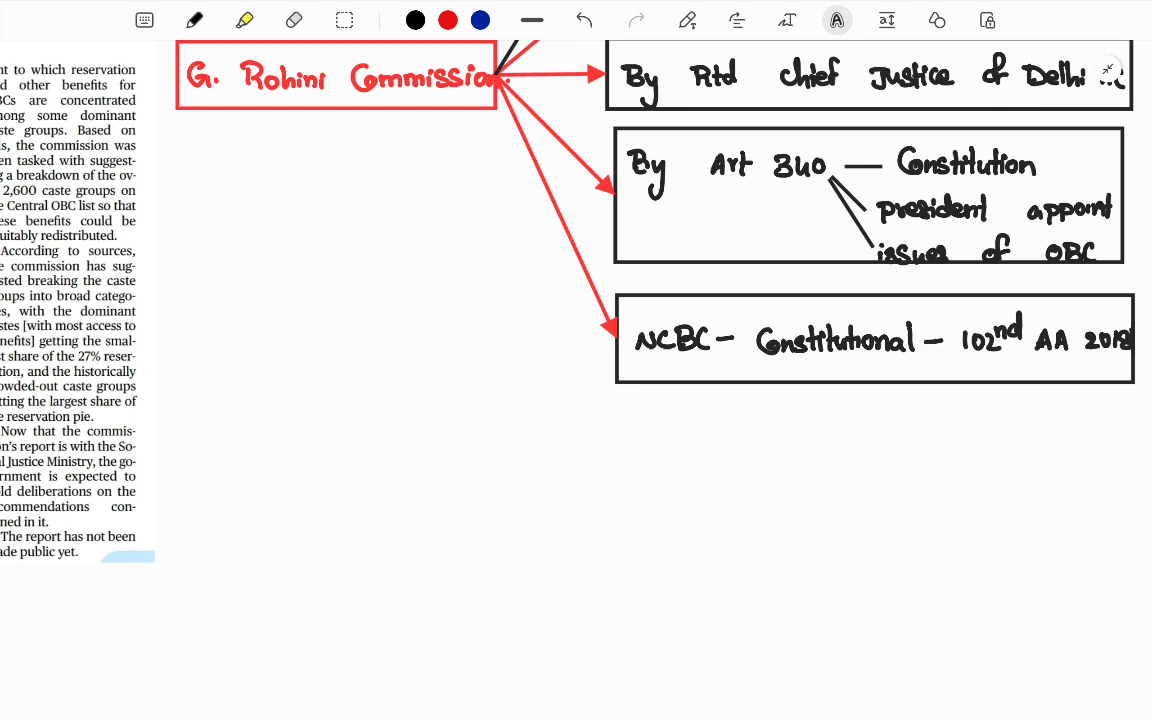 nt to which reservation
d other benefits for
BCs are concentrated
mong some dominant
ste groups. Based on
is, the commission was
en tasked with suggest-
g a breakdown of the ov-
2,600 caste groups on
e Central OBC list so that
ese benefits could be
uitably redistributed.
According to sources,
e commission has sug-
sted breaking the caste
oups into broad catego-
es, with the dominant
stes [with most access to
nefits] getting the smal-
st share of the 27% reser-
tion, and the historically
owded-out caste groups
tting the largest share of
e reservation pie.
Now that the commis-
on's report is with the So-
al Justice Ministry, the go-
rnment is expected to
ld deliberations on the
commendations con-
ned in it.
The report has not been
ade public yet.
G. Rohini Commission.
By Rtd chief Justice of Delhi
By Art 340 — Constitution
president appoint
issues of OBC
NCBC - Constitutional - 102nd AA 2018